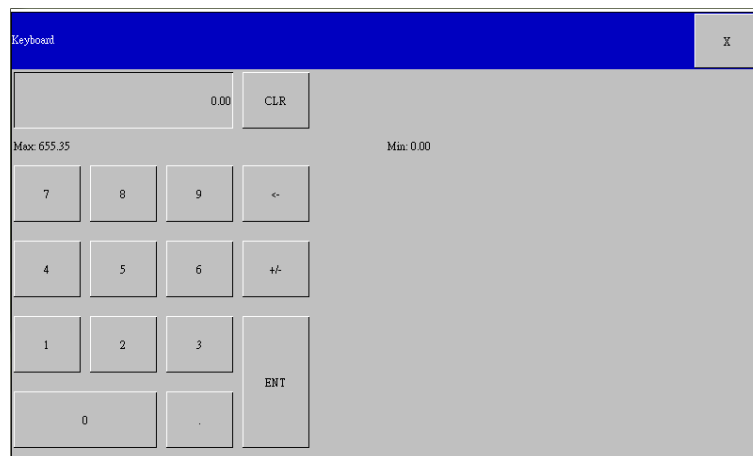 Keyboard X
0.00 CLR
Max: 655.35 Min: 0.00
7 8 9 <-
4 5 6 +/-
1 2 3
ENT
0 .